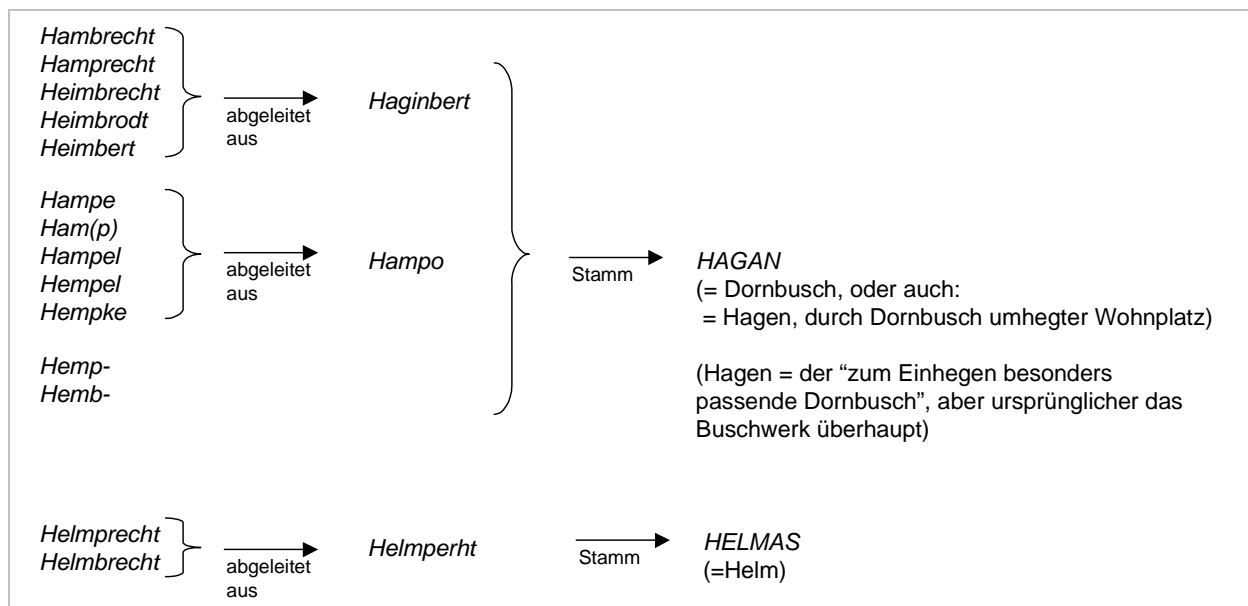 Hambrecht
Hamprecht
Heimbrecht
Heimbrodt
Heimbert
abgeleitet
aus
Haginbert
Hampe
Ham(p)
Hampel
Hempel
Hempke
abgeleitet
aus
Hampo
Hemp-
Hemb-
Stamm
HAGAN
(= Dornbusch, oder auch:
= Hagen, durch Dornbusch umhegter Wohnplatz)
(Hagen = der “zum Einhegen besonders
passende Dornbusch”, aber ursprünglicher das
Buschwerk überhaupt)
Helmprecht
Helmbrecht
abgeleitet
aus
Helmperht
Stamm
HELMAS
(=Helm)